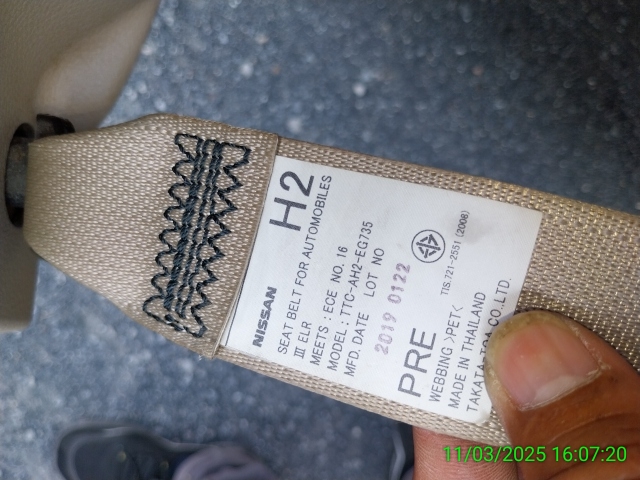 H2
NISSAN
SEAT BELT FOR AUTOMOBILES
III ELR
MEETS : ECE NO. 16
MODEL : TTC-AH2-EG735
MFD. DATE LOT NO
2019 0122
PRE
TIS.721-2551 (2008)
WEBBING >PET<
MADE IN THAILAND
CO.,LTD.
11/03/2025 16:07:20